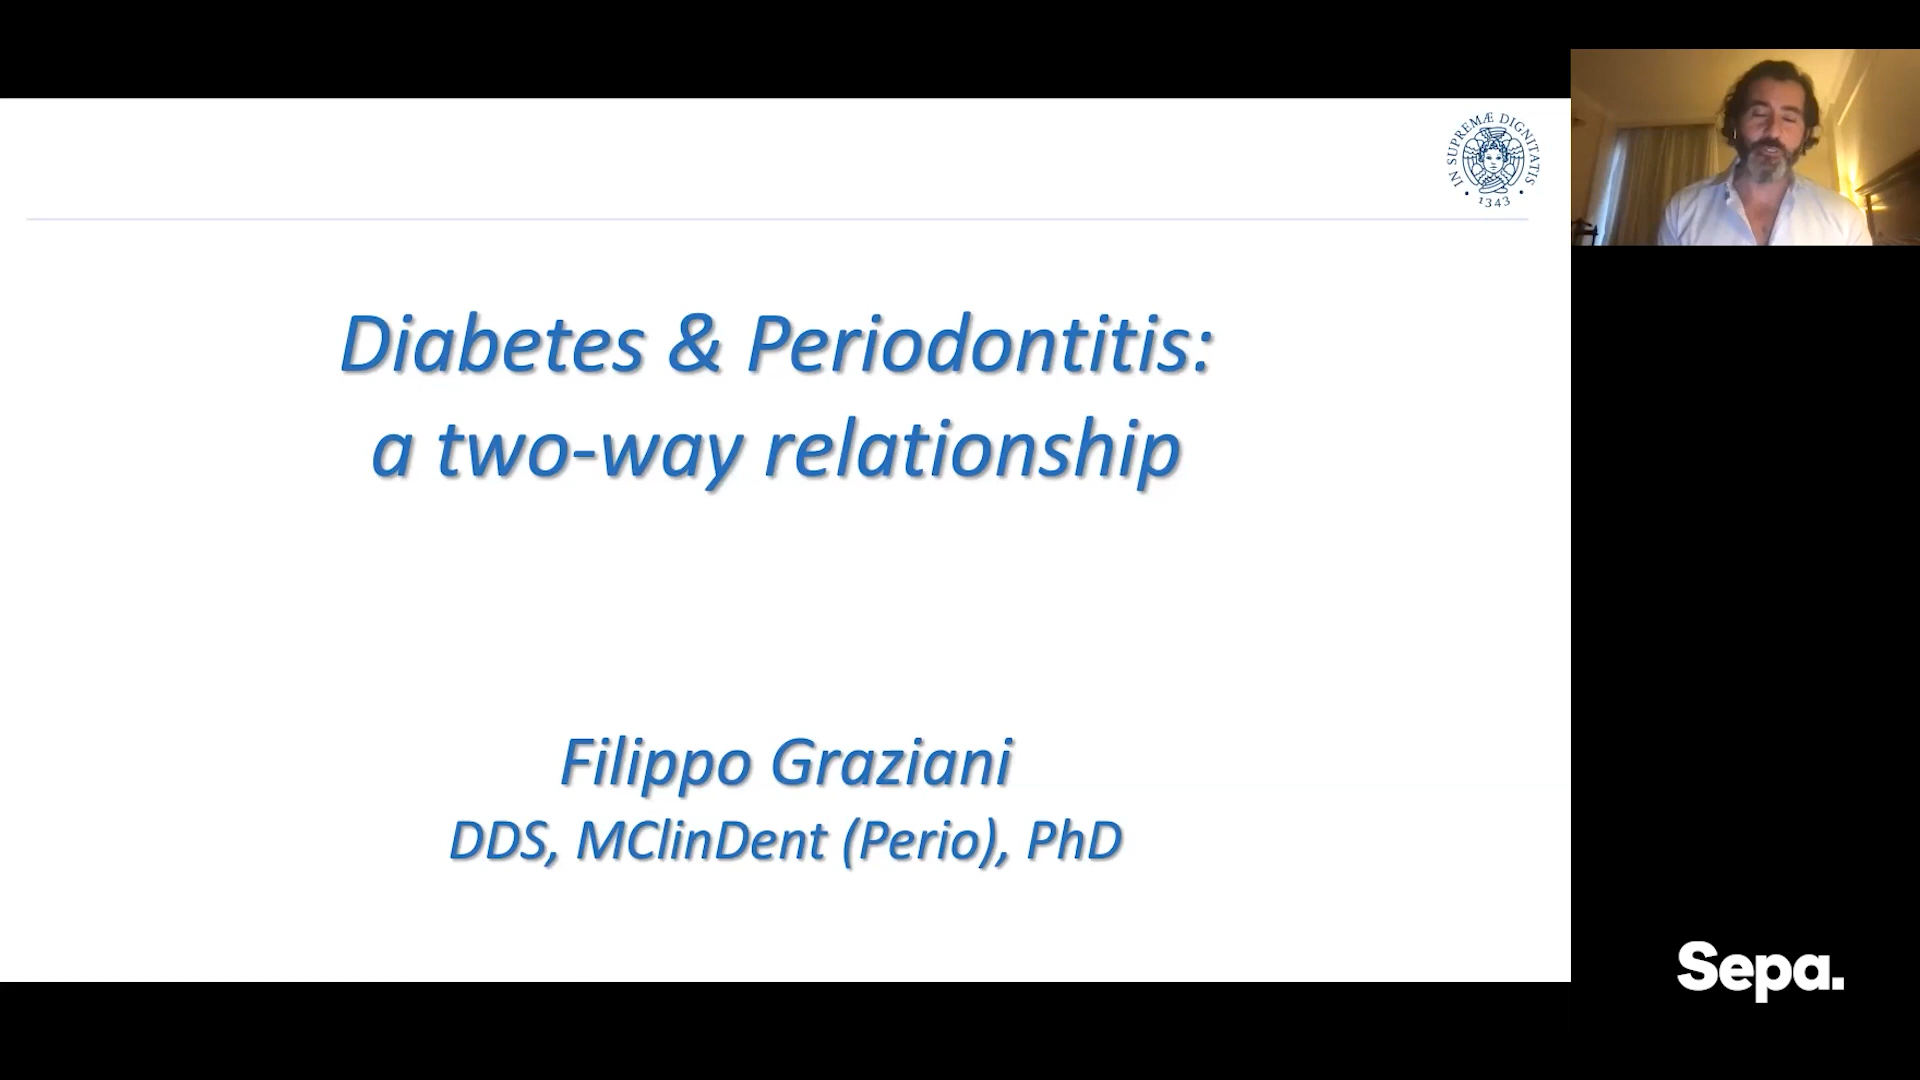 IN SUPREMÆ DIGNITATIS
• 1343 •
Diabetes & Periodontitis:
a two-way relationship
Filippo Graziani
DDS, MClinDent (Perio), PhD
Sepa.